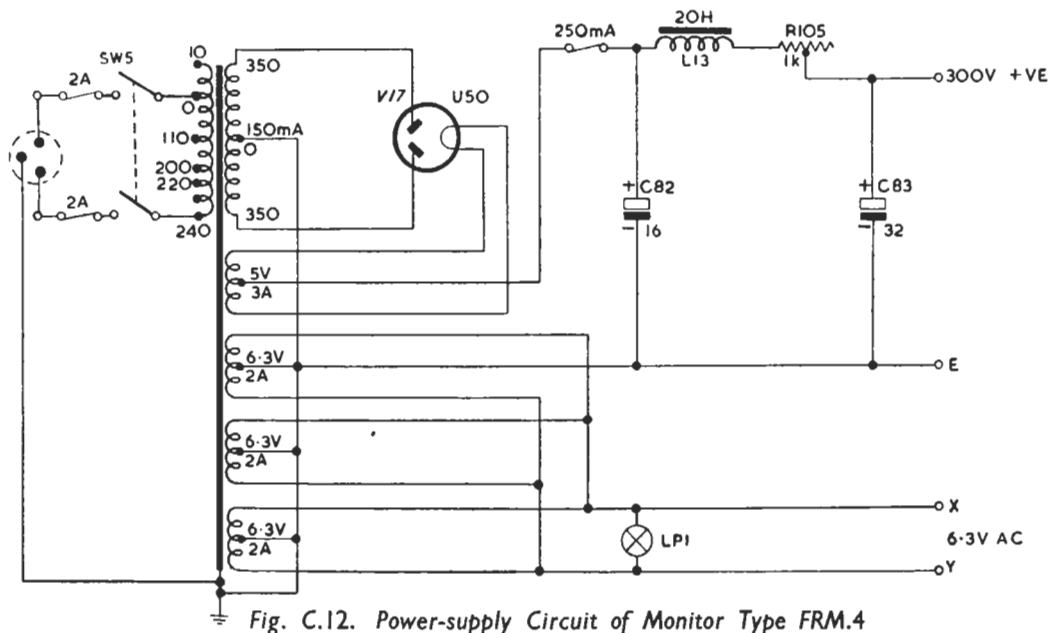 10
SW5
2A
0
110
200
220
240
2A
350
150mA
0
350
V17
U50
250mA
20H
L13
R105
1k
300V +VE
+ C82
- 16
+ C83
- 32
5V
3A
6·3V
2A
E
6·3V
2A
6·3V
2A
LP1
X
6·3V AC
Y
Fig. C.12. Power-supply Circuit of Monitor Type FRM.4